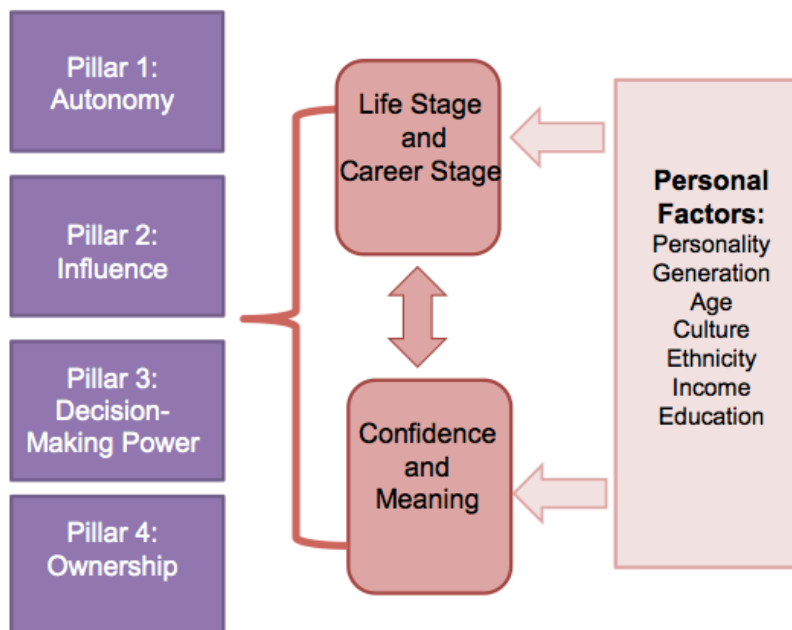 Pillar 1:
Autonomy
Pillar 2:
Influence
Pillar 3:
Decision-
Making Power
Pillar 4:
Ownership
Life Stage
and
Career Stage
Confidence
and
Meaning
Personal
Factors:
Personality
Generation
Age
Culture
Ethnicity
Income
Education